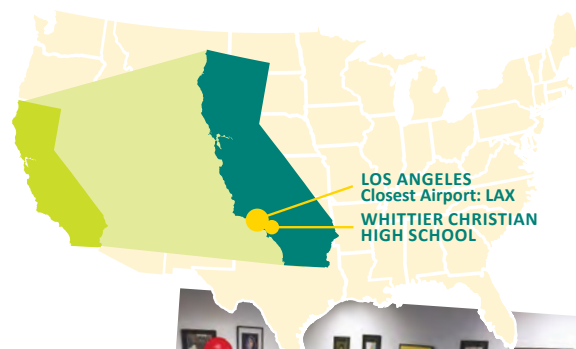 LOS ANGELES
Closest Airport: LAX
WHITTIER CHRISTIAN
HIGH SCHOOL